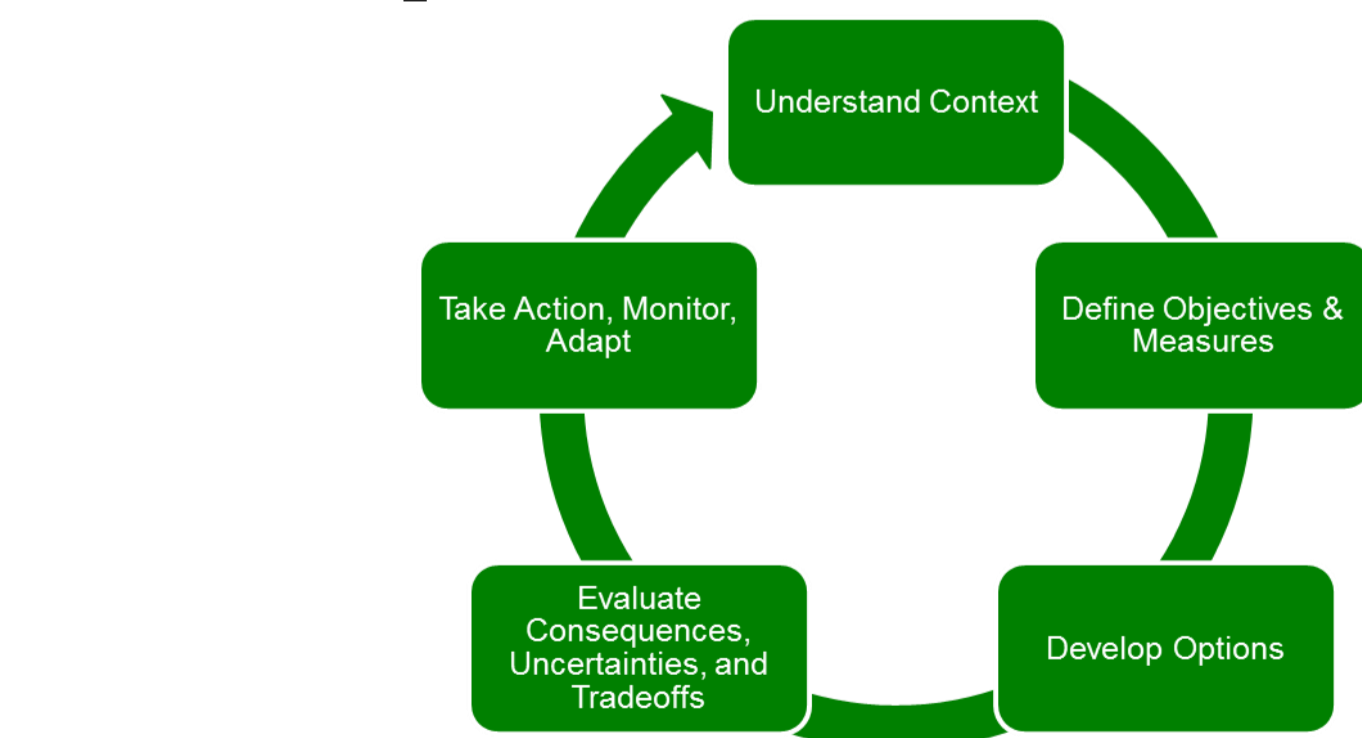 Understand Context
Define Objectives &
Measures
Develop Options
Evaluate
Consequences,
Uncertainties, and
Tradeoffs
Take Action, Monitor,
Adapt